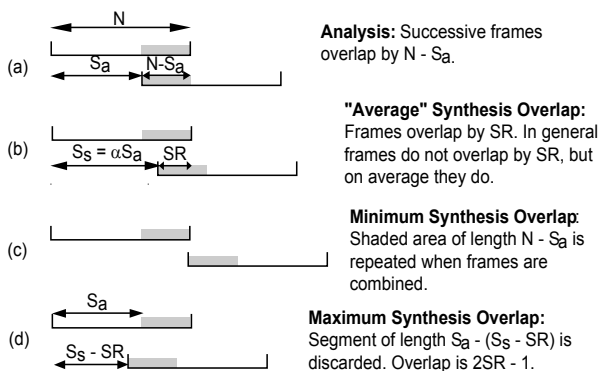 N
Sa
N-Sa
(a)
Analysis: Successive frames
overlap by N - Sa.
(b)
Ss = αSa
SR
"Average" Synthesis Overlap:
Frames overlap by SR. In general
frames do not overlap by SR, but
on average they do.
(c)
Minimum Synthesis Overlap:
Shaded area of length N - Sa is
repeated when frames are
combined.
(d)
Sa
Ss - SR
Maximum Synthesis Overlap:
Segment of length Sa - (Ss - SR) is
discarded. Overlap is 2SR - 1.